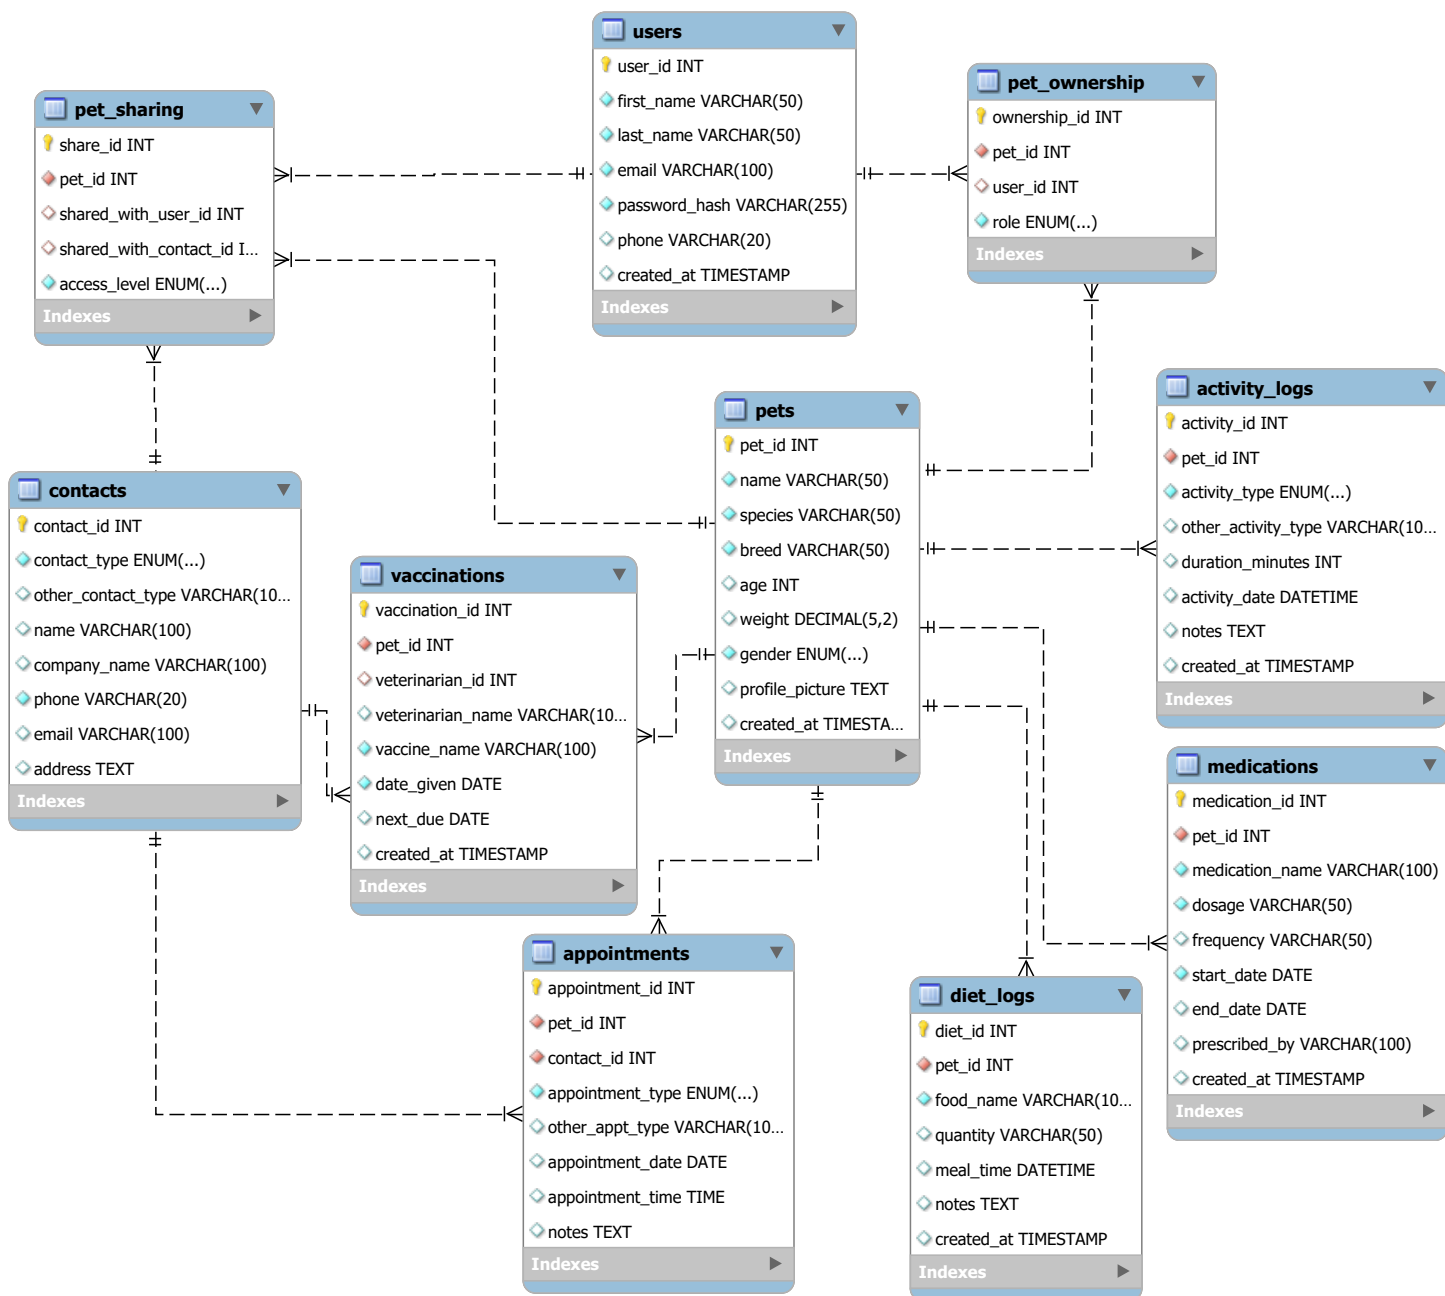 users
user_id INT
first_name VARCHAR(50)
last_name VARCHAR(50)
email VARCHAR(100)
password_hash VARCHAR(255)
phone VARCHAR(20)
created_at TIMESTAMP
Indexes
pet_ownership
ownership_id INT
pet_id INT
user_id INT
role ENUM(...)
Indexes
pet_sharing
share_id INT
pet_id INT
shared_with_user_id INT
shared_with_contact_id I...
access_level ENUM(...)
Indexes
pets
pet_id INT
name VARCHAR(50)
species VARCHAR(50)
breed VARCHAR(50)
age INT
weight DECIMAL(5,2)
gender ENUM(...)
profile_picture TEXT
created_at TIMESTA...
Indexes
activity_logs
activity_id INT
pet_id INT
activity_type ENUM(...)
other_activity_type VARCHAR(10...
duration_minutes INT
activity_date DATETIME
notes TEXT
created_at TIMESTAMP
Indexes
contacts
contact_id INT
contact_type ENUM(...)
other_contact_type VARCHAR(10...
name VARCHAR(100)
company_name VARCHAR(100)
phone VARCHAR(20)
email VARCHAR(100)
address TEXT
Indexes
vaccinations
vaccination_id INT
pet_id INT
veterinarian_id INT
veterinarian_name VARCHAR(10...
vaccine_name VARCHAR(100)
date_given DATE
next_due DATE
created_at TIMESTAMP
Indexes
medications
medication_id INT
pet_id INT
medication_name VARCHAR(100)
dosage VARCHAR(50)
frequency VARCHAR(50)
start_date DATE
end_date DATE
prescribed_by VARCHAR(100)
created_at TIMESTAMP
Indexes
appointments
appointment_id INT
pet_id INT
contact_id INT
appointment_type ENUM(...)
other_appt_type VARCHAR(10...
appointment_date DATE
appointment_time TIME
notes TEXT
Indexes
diet_logs
diet_id INT
pet_id INT
food_name VARCHAR(10...
quantity VARCHAR(50)
meal_time DATETIME
notes TEXT
created_at TIMESTAMP
Indexes